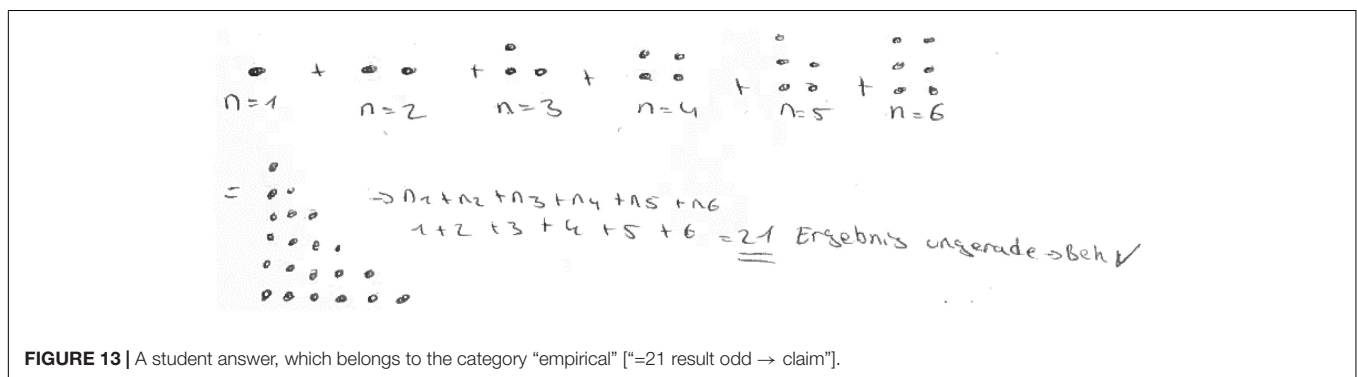 + + + + +
n=1 n=2 n=3 n=4 n=5 n=6
= → n1 + n2 + n3 + n4 + n5 + n6
1+2 +3 + 4 + 5 + 6 = 21 Ergebnis ungerade → Beh ✓
FIGURE 13 | A student answer, which belongs to the category “empirical” [“=21 result odd → claim”].